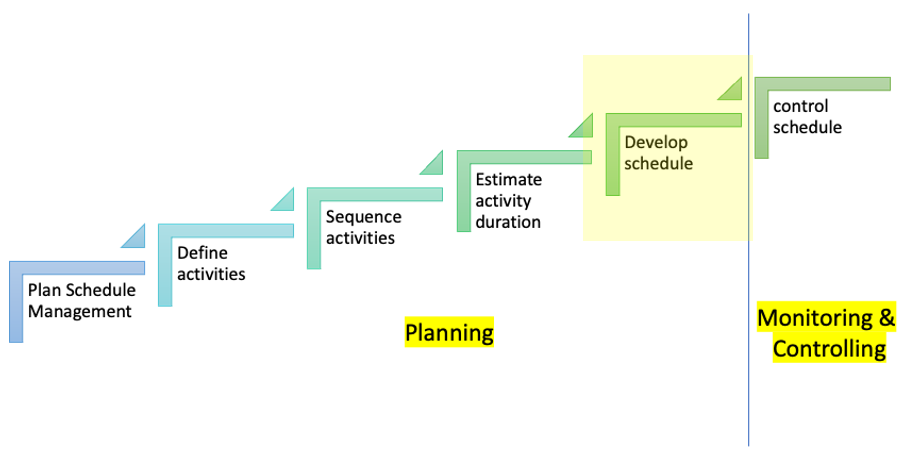 Plan Schedule
Management
Define
activities
Sequence
activities
Estimate
activity
duration
Develop
schedule
control
schedule
Planning
Monitoring &
Controlling